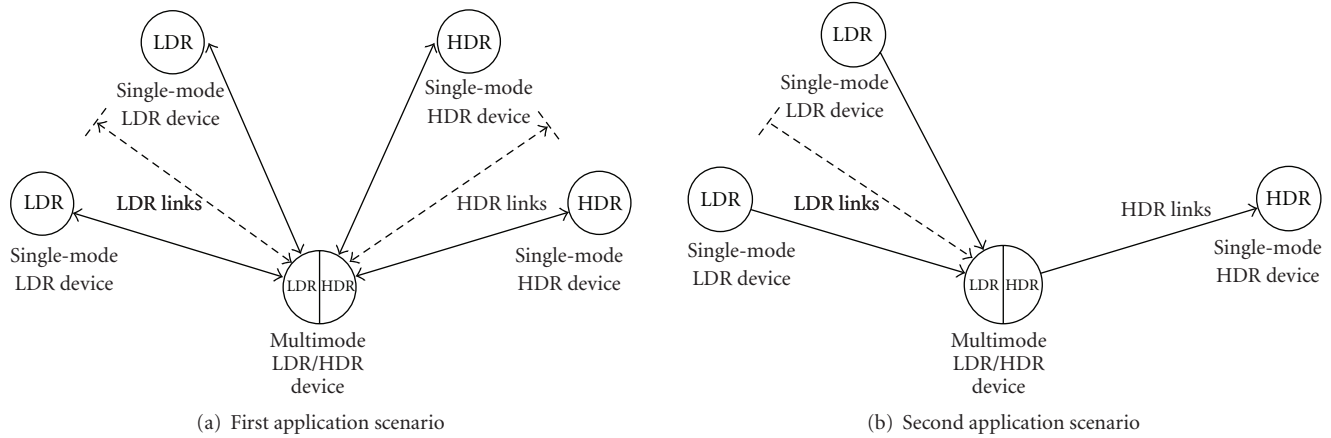 LDR
Single-mode
LDR device
HDR
Single-mode
HDR device
LDR
Single-mode
LDR device
LDR links
HDR links
HDR
Single-mode
HDR device
LDR HDR
Multimode
LDR/HDR
device
(a) First application scenario
LDR
Single-mode
LDR device
LDR
Single-mode
LDR device
LDR links
HDR links
HDR
Single-mode
HDR device
LDR HDR
Multimode
LDR/HDR
device
(b) Second application scenario